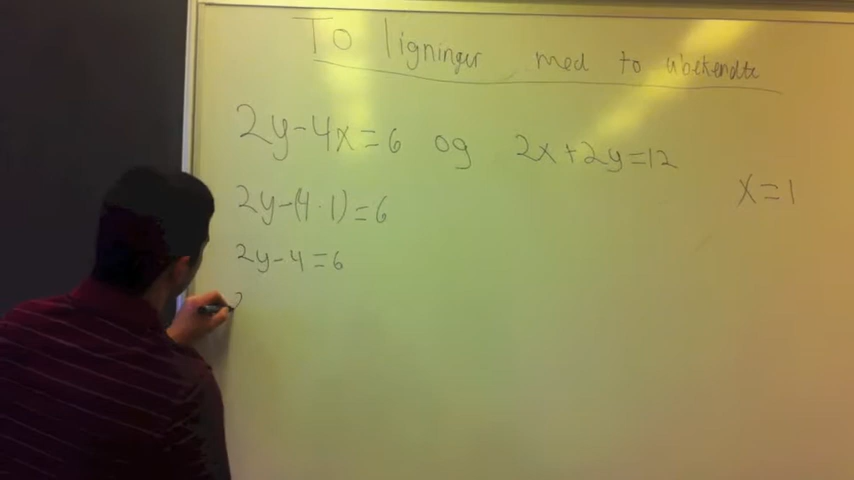 To ligninger med to ubekendte
2y-4x=6 og 2x+2y=12
x=1
2y-(4·1)=6
2y-4=6
2